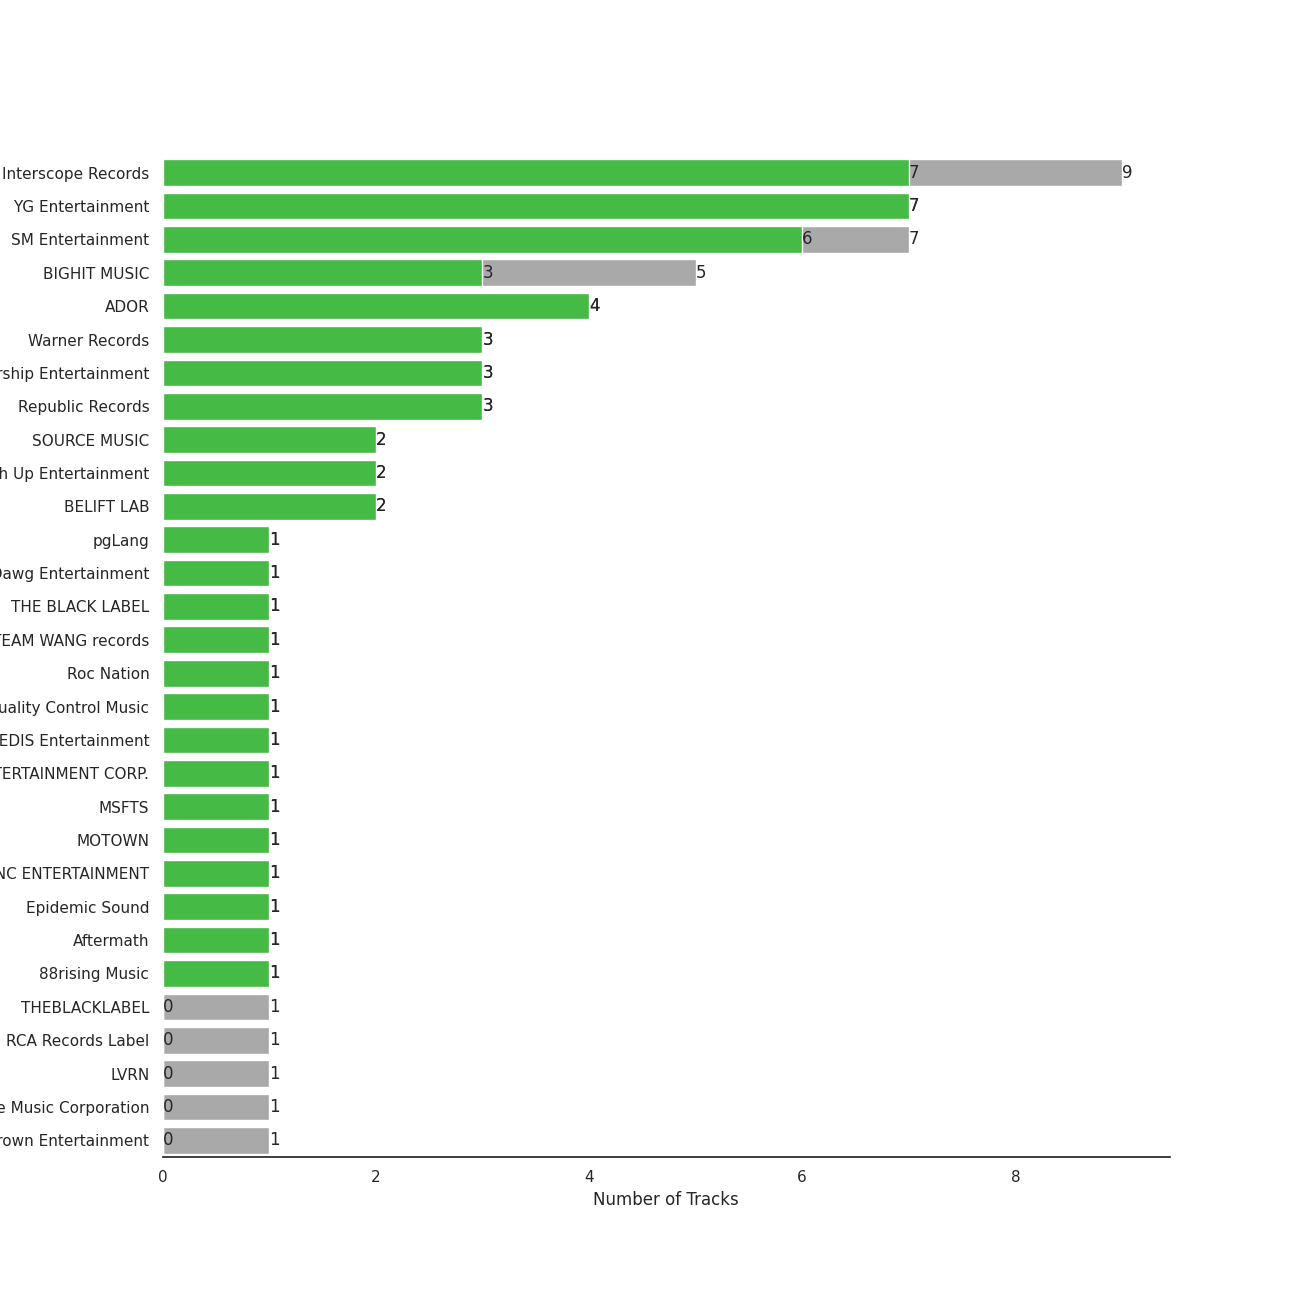 Interscope Records 7 9
YG Entertainment 7
SM Entertainment 6 7
BIGHIT MUSIC 3 5
ADOR 4
Warner Records 3
rship Entertainment 3
Republic Records 3
SOURCE MUSIC 2
h Up Entertainment 2
BELIFT LAB 2
pgLang 1
Dawg Entertainment 1
THE BLACK LABEL 1
TEAM WANG records 1
Roc Nation 1
uality Control Music 1
EDIS Entertainment 1
TERTAINMENT CORP. 1
MSFTS 1
MOTOWN 1
NC ENTERTAINMENT 1
Epidemic Sound 1
Aftermath 1
88rising Music 1
THEBLACKLABEL 0 1
RCA Records Label 0 1
LVRN 0 1
e Music Corporation 0 1
rown Entertainment 0 1
0 2 4 6 8
Number of Tracks